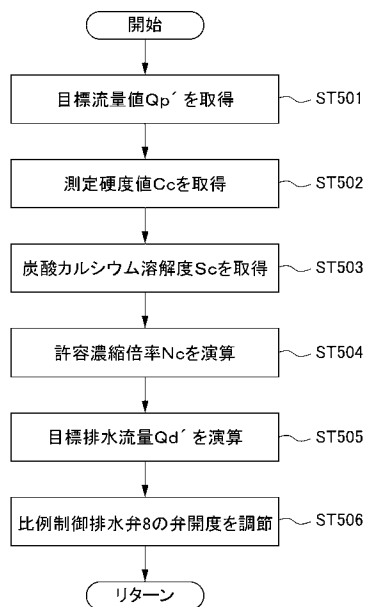 開始
目標流量値Qp´を取得
ST501
測定硬度値Ccを取得
ST502
炭酸カルシウム溶解度Scを取得
ST503
許容濃縮倍率Ncを演算
ST504
目標排水流量Qd´を演算
ST505
比例制御排水弁8の弁開度を調節
ST506
リターン